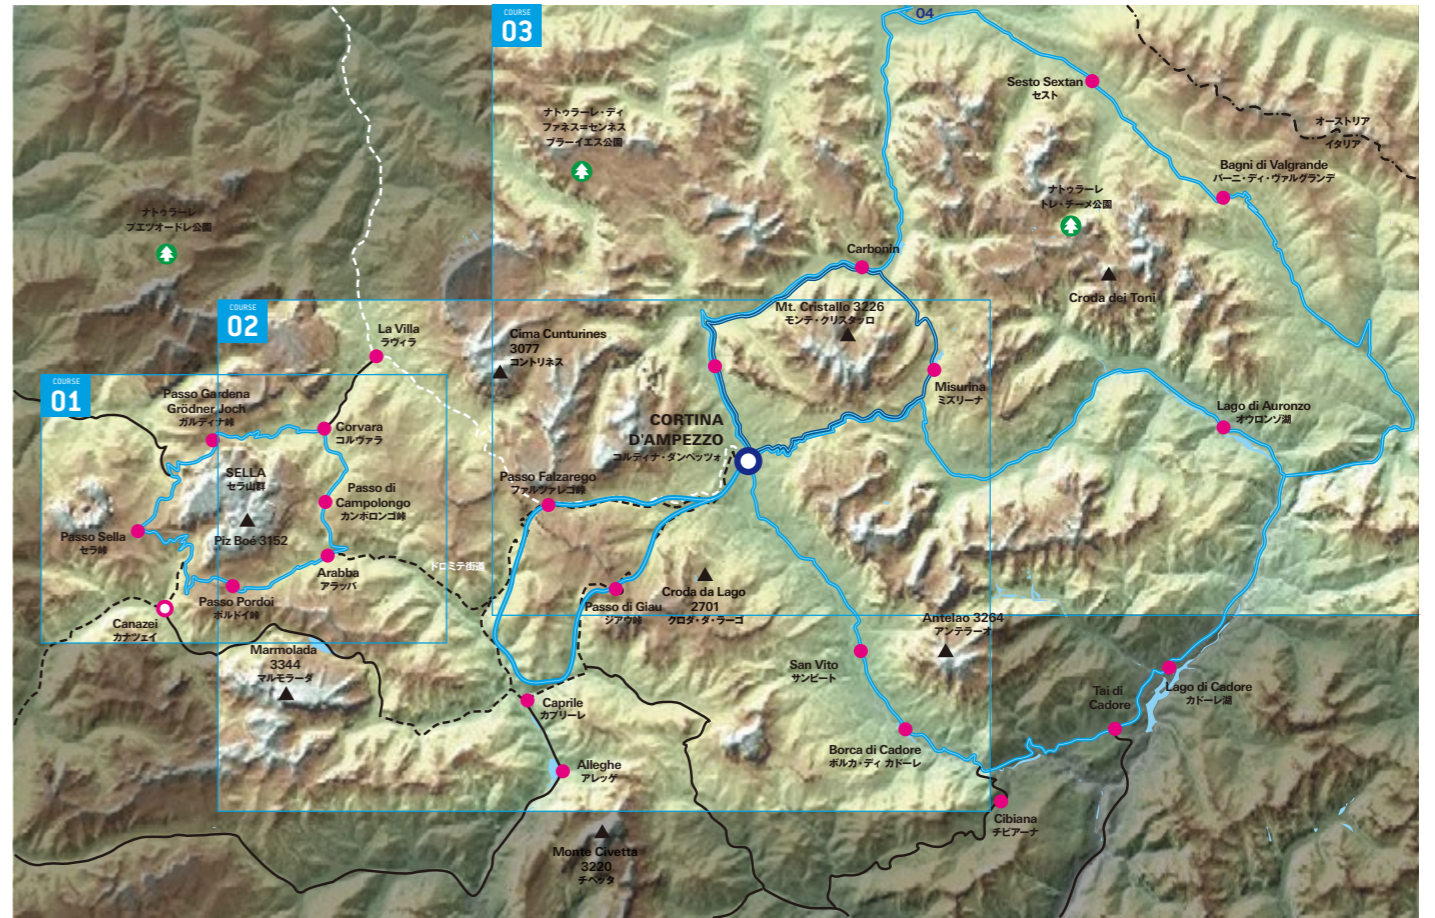 COURSE
03
04
Sesto Sextan
セスト
オーストリア
イタリア
ナトゥラーレ・ディ
ファネス=センネス
ブラーイエス公園
Bagni di Valgrande
バーニ・ディ・ヴァルグランデ
ナトゥラーレ
トレ・チーメ公園
ナトゥラーレ
プエツオードレ公園
Carbonin
Croda dei Toni
COURSE
02
Mt. Cristallo 3226
モンテ・クリスタッロ
La Villa
ラヴィラ
Cima Cunturines
3077
コントリネス
COURSE
01
Passo Gardena
Grödner Joch
ガルディナ峠
Misurina
ミズリーナ
Lago di Auronzo
オウロンゾ湖
Corvara
コルヴァラ
CORTINA
D'AMPEZZO
コルティナ・ダンペッツォ
SELLA
セラ山群
Passo Falzarego
ファルツァレゴ峠
Passo di
Campolongo
カンポロンゴ峠
Passo Sella
セラ峠
Piz Boé 3152
Arabba
アラッバ
ドロミテ街道
Passo Pordoi
ポルドイ峠
Canazei
カナツェイ
Passo di Giau
ジアウ峠
Croda da Lago
2701
クロダ・ダ・ラーゴ
Antelao 3264
アンテラーオ
Marmolada
3344
マルモラーダ
San Vito
サンビート
Lago di Cadore
カドーレ湖
Tai di
Cadore
Caprile
カプリーレ
Borca di Cadore
ボルカ・ディ カドーレ
Alleghe
アレッゲ
Cibiana
チビアーナ
Monte Civetta
3220
チベッタ